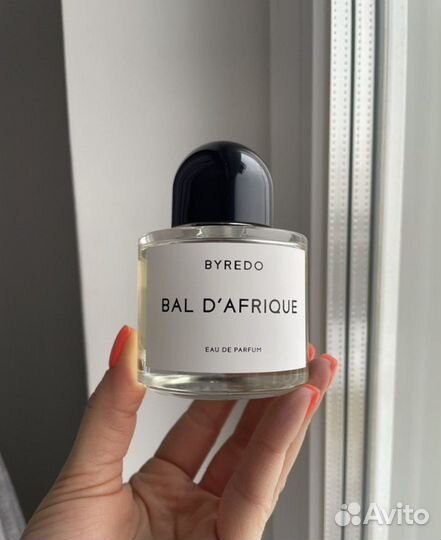 BYREDO
BAL D'AFRIQUE
EAU DE PARFUM
Avito